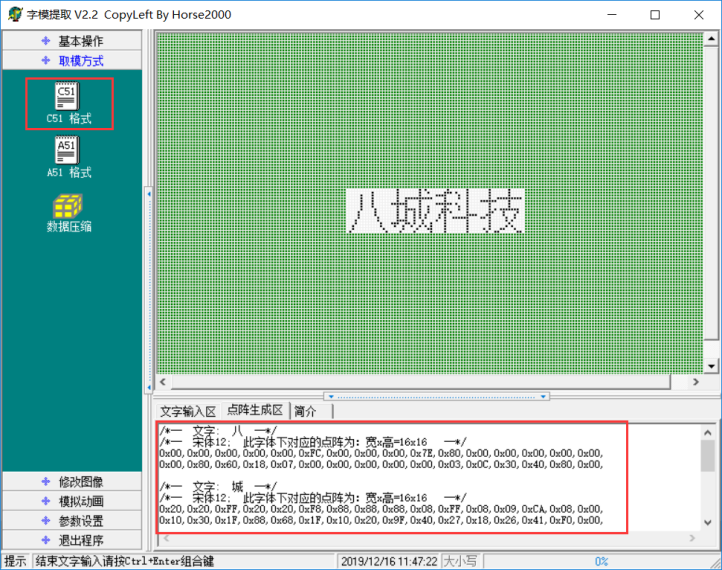 字模提取 V2.2 CopyLeft By Horse2000
基本操作
取模方式
C51
C51 格式
A51
A51 格式
数据压缩
修改图像
模拟动画
参数设置
退出程序
八城科技
文字输入区 点阵生成区 简介
/*— 文字: 八 —*/
/*— 宋体12; 此字体下对应的点阵为: 宽x高=16x16 —*/
0x00,0x00,0x00,0x00,0x00,0xFC,0x00,0x00,0x00,0x7E,0x80,0x00,0x00,0x00,0x00,0x00,
0x00,0x80,0x60,0x18,0x07,0x00,0x00,0x00,0x00,0x00,0x03,0x0C,0x30,0x40,0x80,0x00,
/*— 文字: 城 —*/
/*— 宋体12; 此字体下对应的点阵为: 宽x高=16x16 —*/
0x20,0x20,0xFF,0x20,0x20,0xF8,0x88,0x88,0x88,0x08,0xFF,0x08,0x09,0xCA,0x08,0x00,
0x10,0x30,0x1F,0x88,0x68,0x1F,0x10,0x20,0x9F,0x40,0x27,0x18,0x26,0x41,0xF0,0x00,
提示 结束文字输入请按Ctrl+Enter组合键 2019/12/16 11:47:22 大小写 0%